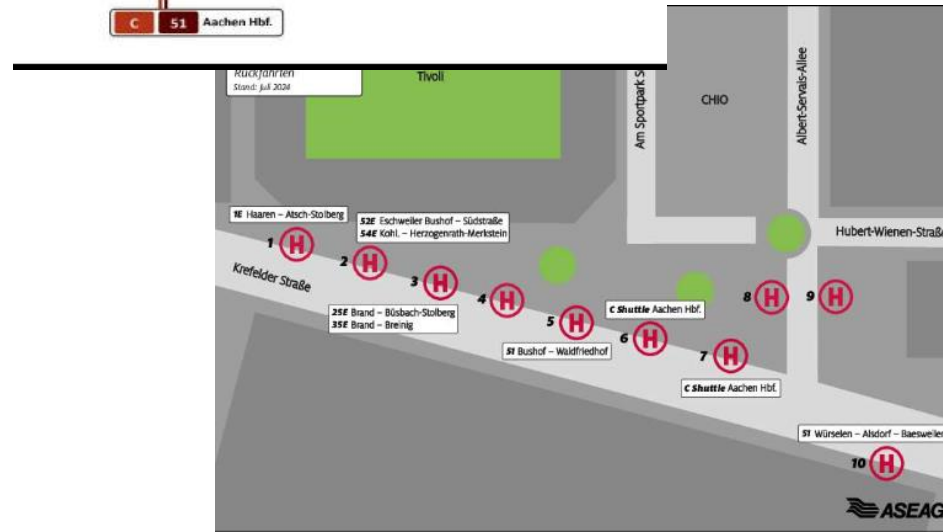 C 51 Aachen Hbf.
Rückfahrten
Stand: Juli 2024
Tivoli
Am Sportpark
CHIO
Albert-Servais-Allee
Hubert-Wienen-Straße
1E Haaren – Atsch-Stolberg
52E Eschweiler Bushof – Südstraße
54E Kohl. – Herzogenrath-Merkstein
Krefelder Straße
1 H
2 H
3 H
4 H
5 H
6 H
7 H
8 H
9 H
25E Brand – Büsbach-Stolberg
35E Brand – Breinig
C Shuttle Aachen Hbf.
51 Bushof – Waldfriedhof
C Shuttle Aachen Hbf.
51 Würselen – Alsdorf – Baesweiler
10 H
ASEAG